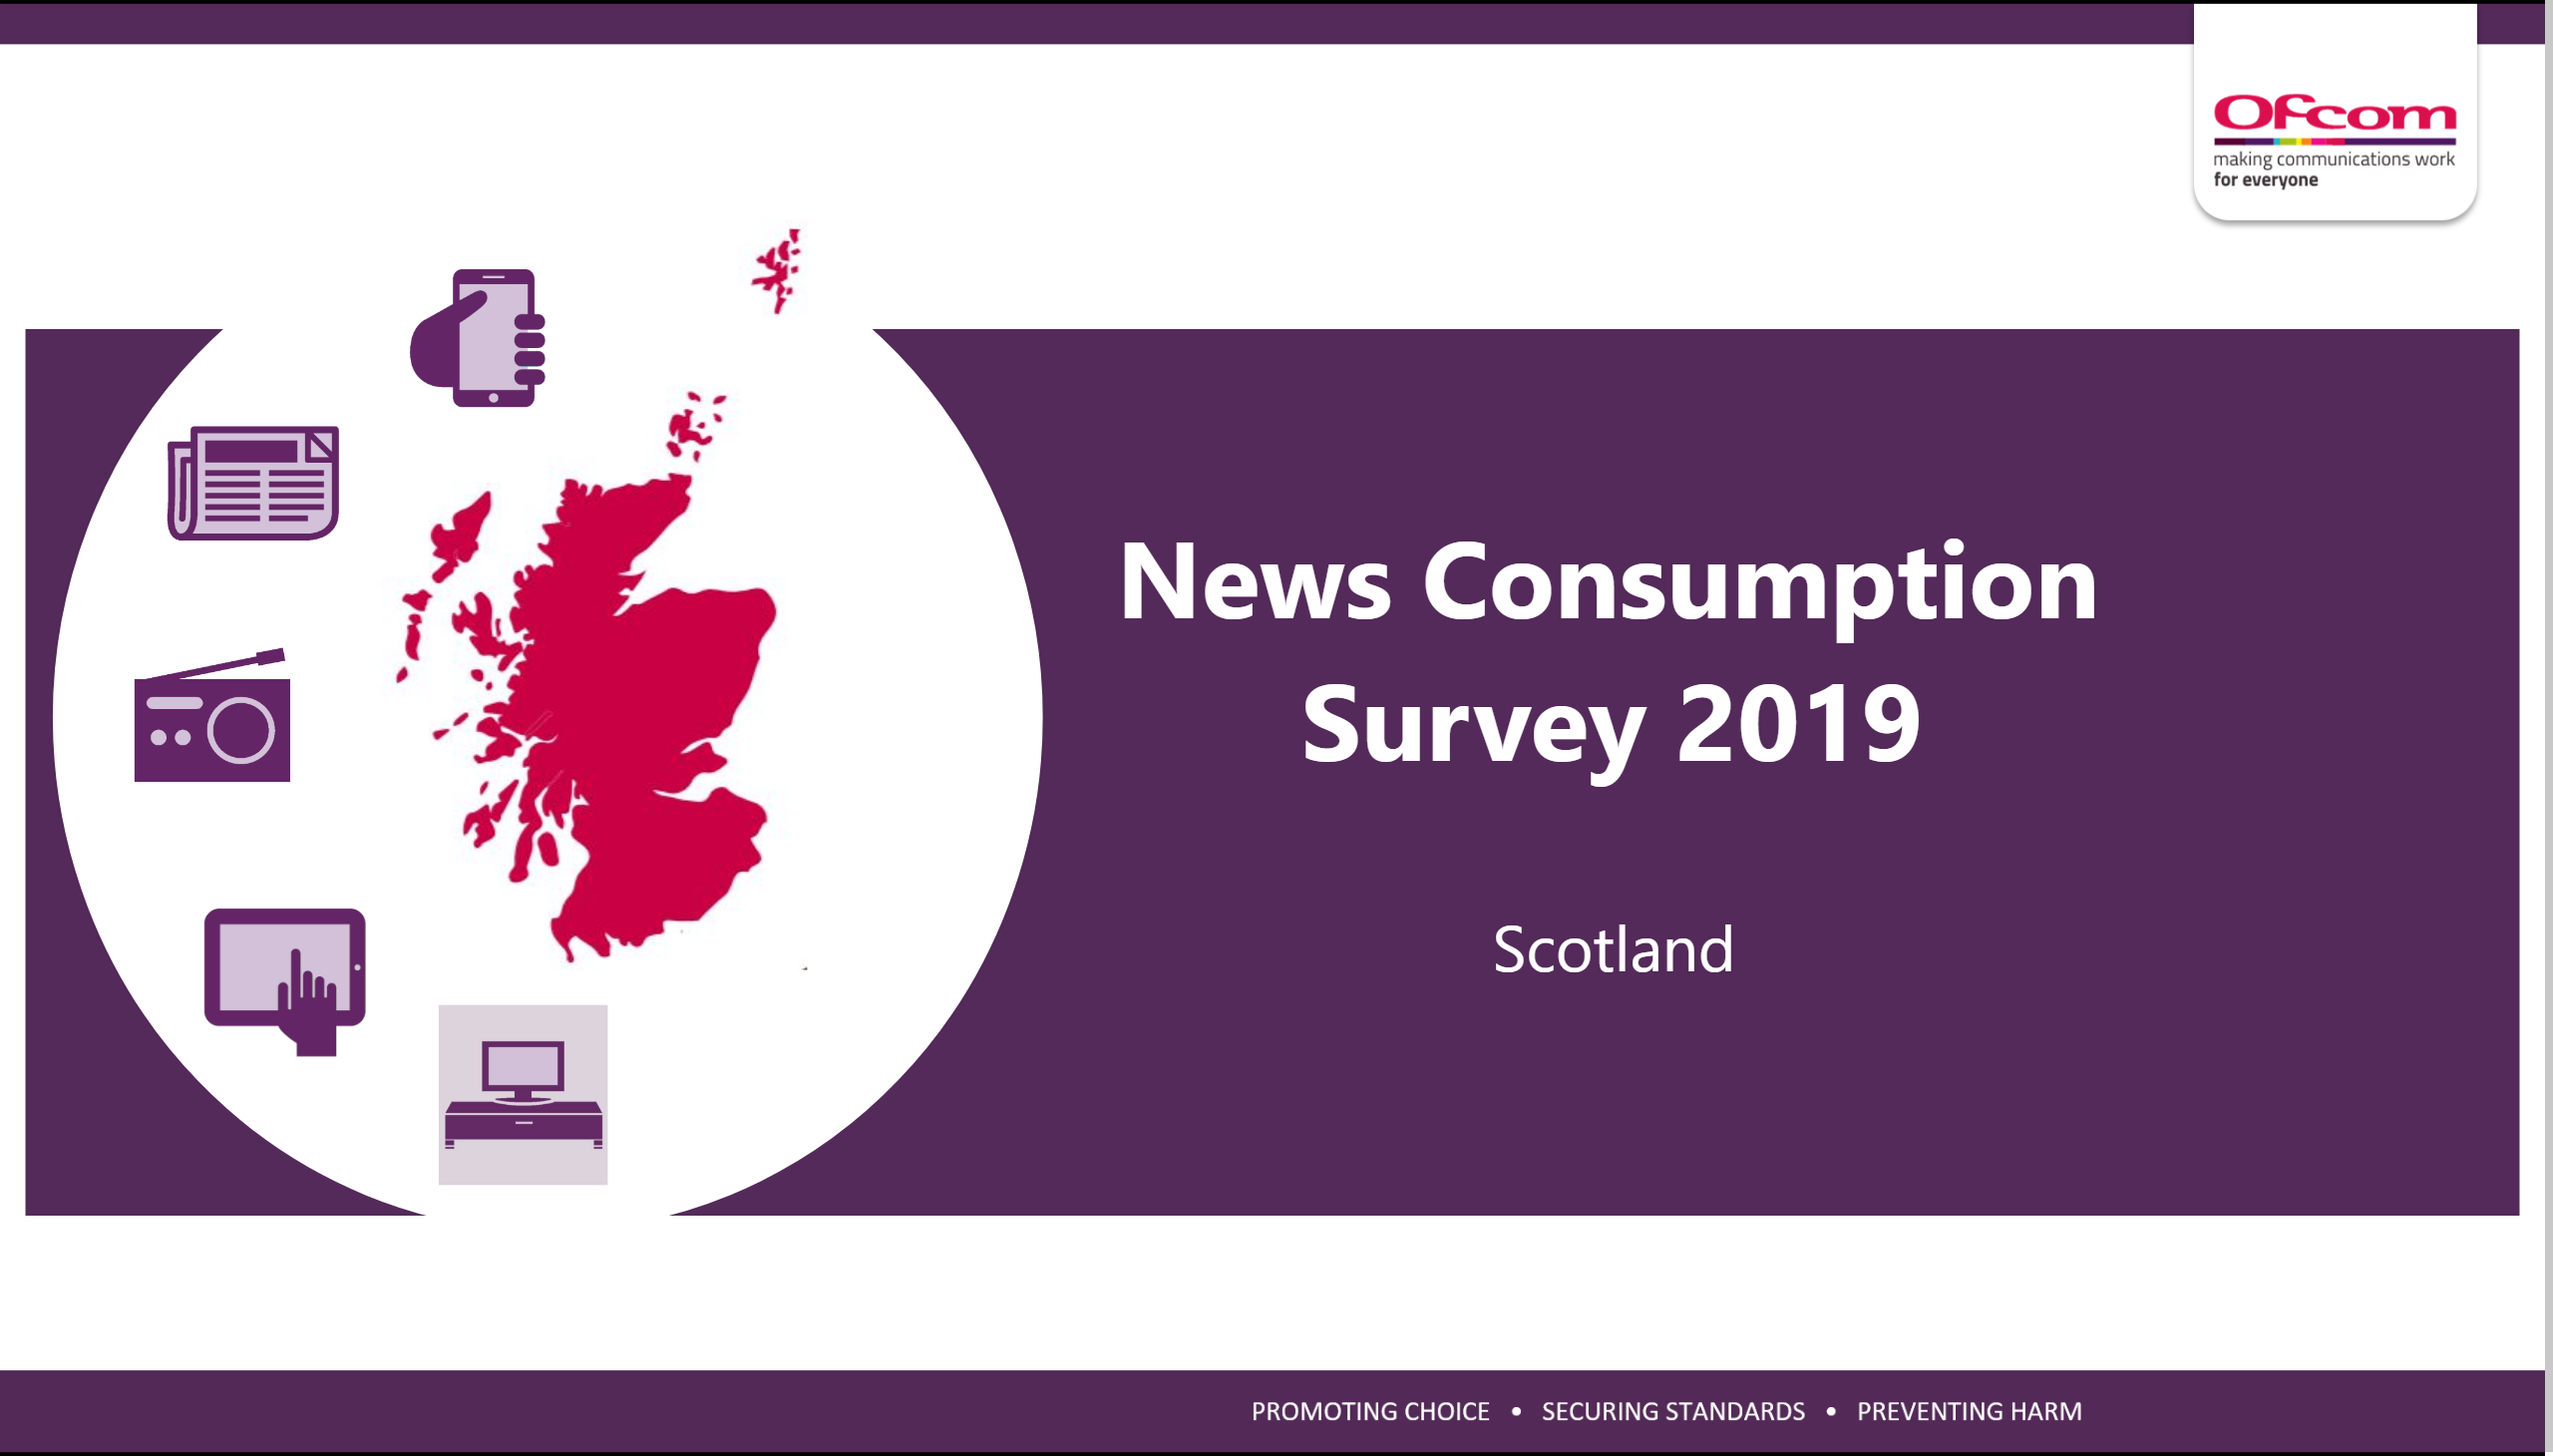 Ofcom
making communications work
for everyone
News Consumption
Survey 2019
Scotland
PROMOTING CHOICE • SECURING STANDARDS • PREVENTING HARM